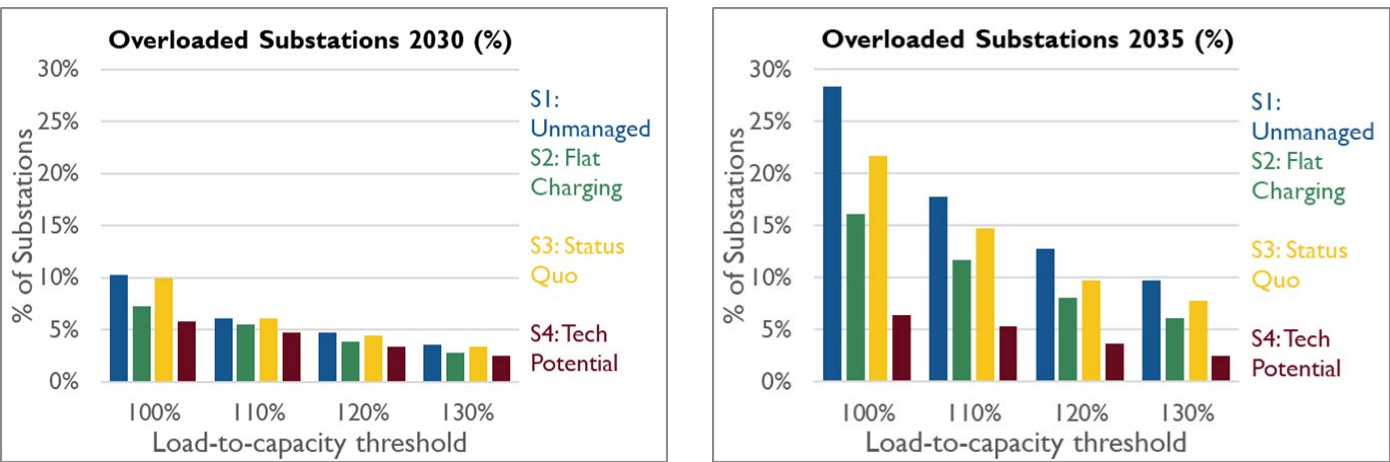 Overloaded Substations 2030 (%)
30%
25%
20%
15%
10%
5%
0%
% of Substations
100% 110% 120% 130%
Load-to-capacity threshold
S1:
Unmanaged
S2: Flat
Charging
S3: Status
Quo
S4: Tech
Potential
Overloaded Substations 2035 (%)
30%
25%
20%
15%
10%
5%
0%
% of Substations
100% 110% 120% 130%
Load-to-capacity threshold
S1:
Unmanaged
S2: Flat
Charging
S3: Status
Quo
S4: Tech
Potential